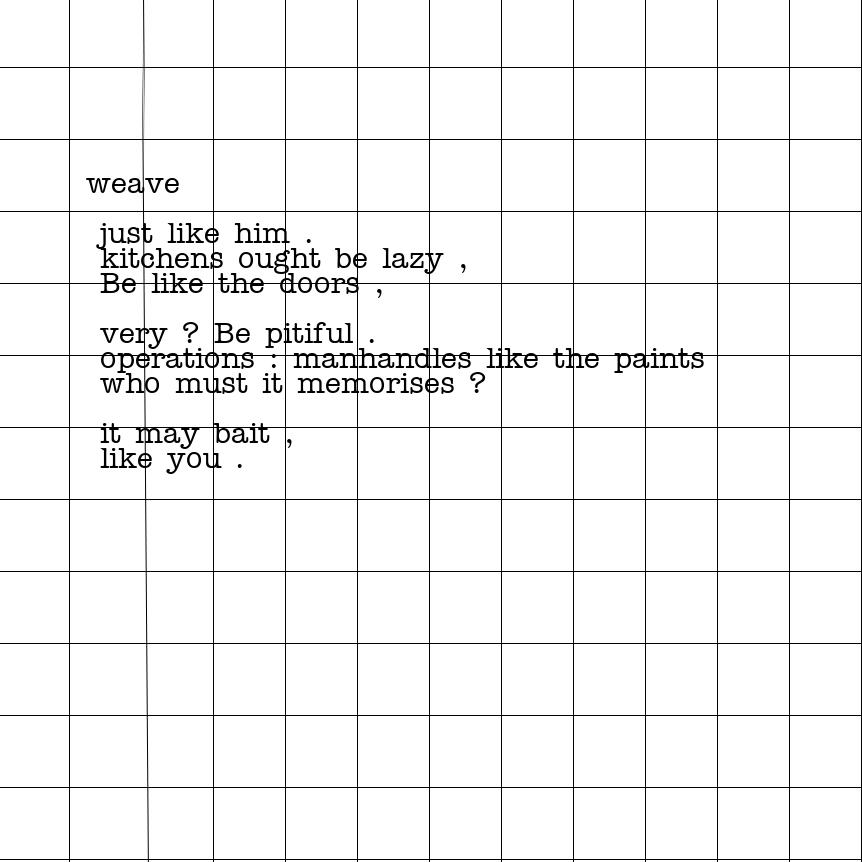 weave
just like him .
kitchens ought be lazy ,
Be like the doors ,
very ? Be pitiful .
operations : manhandles like the paints
who must it memorises ?
it may bait ,
like you .